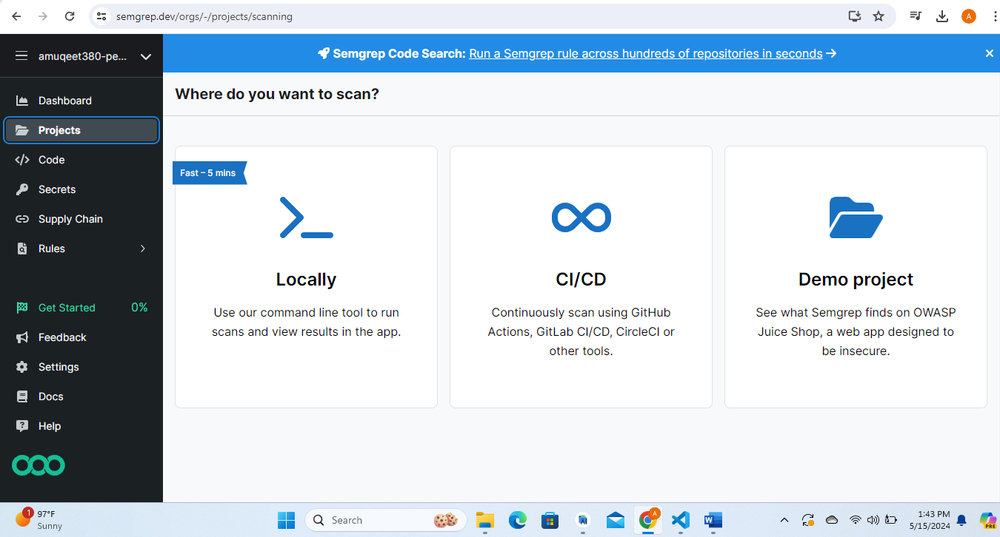 semgrep.dev/orgs/-/projects/scanning
A
amuqeet380-pe...
Semgrep Code Search: Run a Semgrep rule across hundreds of repositories in seconds
Where do you want to scan?
Dashboard
Projects
Code
Secrets
Supply Chain
Rules
Get Started 0%
Feedback
Settings
Docs
Help
Fast – 5 mins
Locally
Use our command line tool to run
scans and view results in the app.
CI/CD
Continuously scan using GitHub
Actions, GitLab CI/CD, CircleCI or
other tools.
Demo project
See what Semgrep finds on OWASP
Juice Shop, a web app designed to
be insecure.
1
97°F
Sunny
Search
A
W
1:43 PM
5/15/2024
PRE